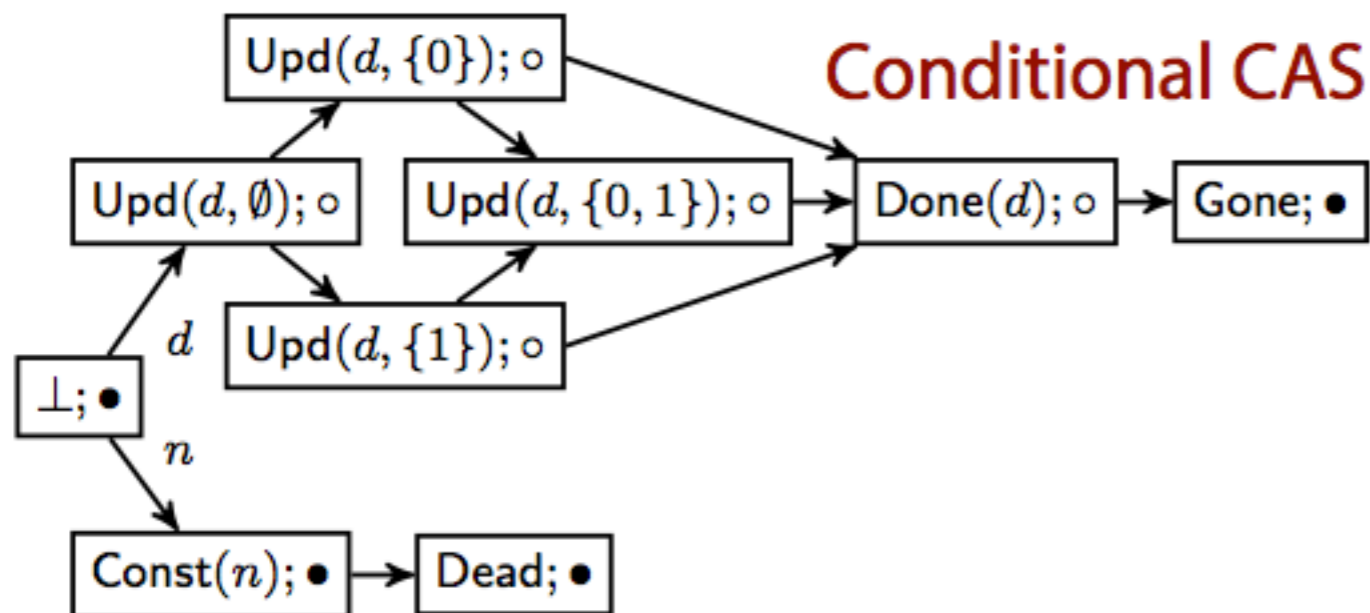 Upd(d, {0}); ○
Conditional CAS
Upd(d, ∅); ○
Upd(d, {0, 1}); ○
Done(d); ○
Gone; ●
d
Upd(d, {1}); ○
⊥; ●
n
Const(n); ●
Dead; ●